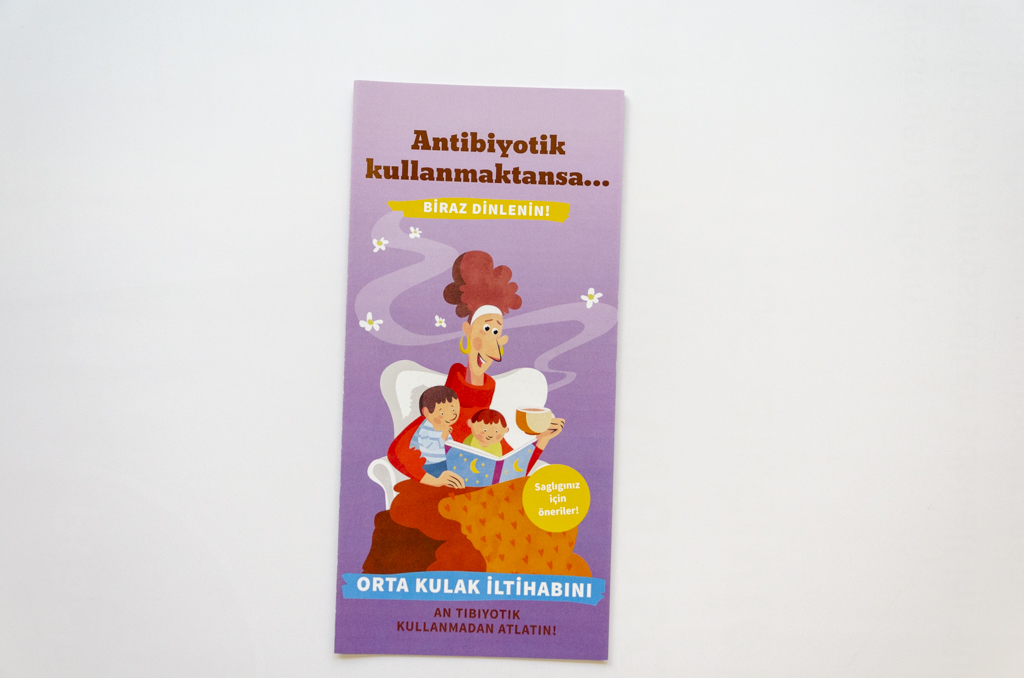 Antibiyotik
kullanmaktansa...
BİRAZ DİNLENİN!
Saglıgınız
için
öneriler!
ORTA KULAK İLTİHABINI
AN TIBIYOTIK
KULLANMADAN ATLATIN!